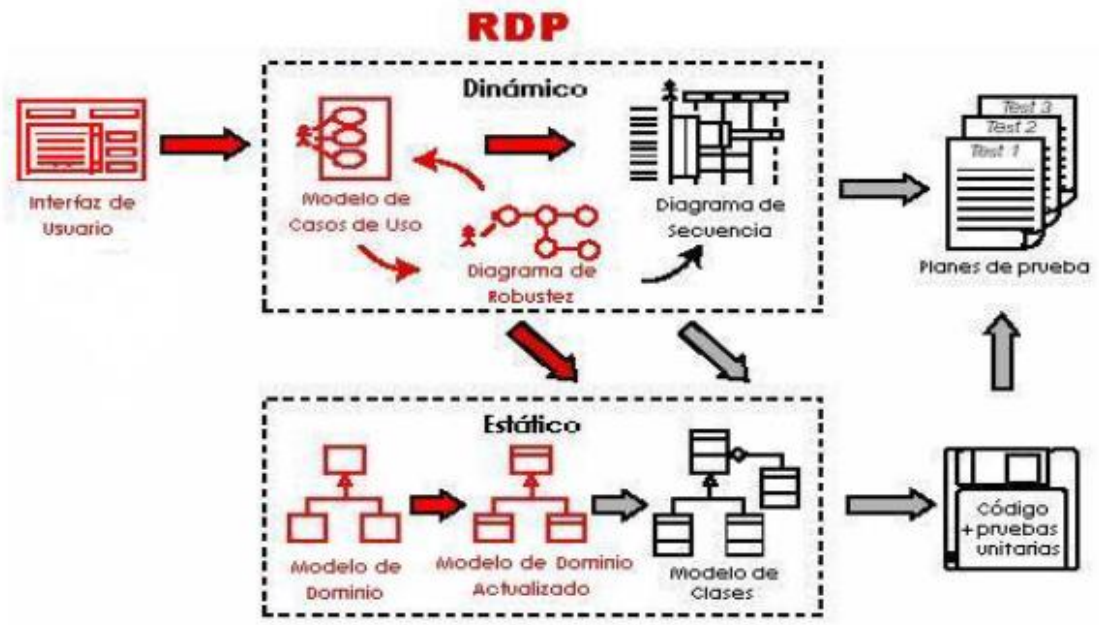 RDP
Dinámico
Interfaz de
Usuario
Modelo de
Casos de Uso
Diagrama de
Robustez
Diagrama de
Secuencia
Test 3
Test 2
Test 1
Planes de prueba
Estático
Modelo de
Dominio
Modelo de Dominio
Actualizado
Modelo de
Clases
Código
+ pruebas
unitarias